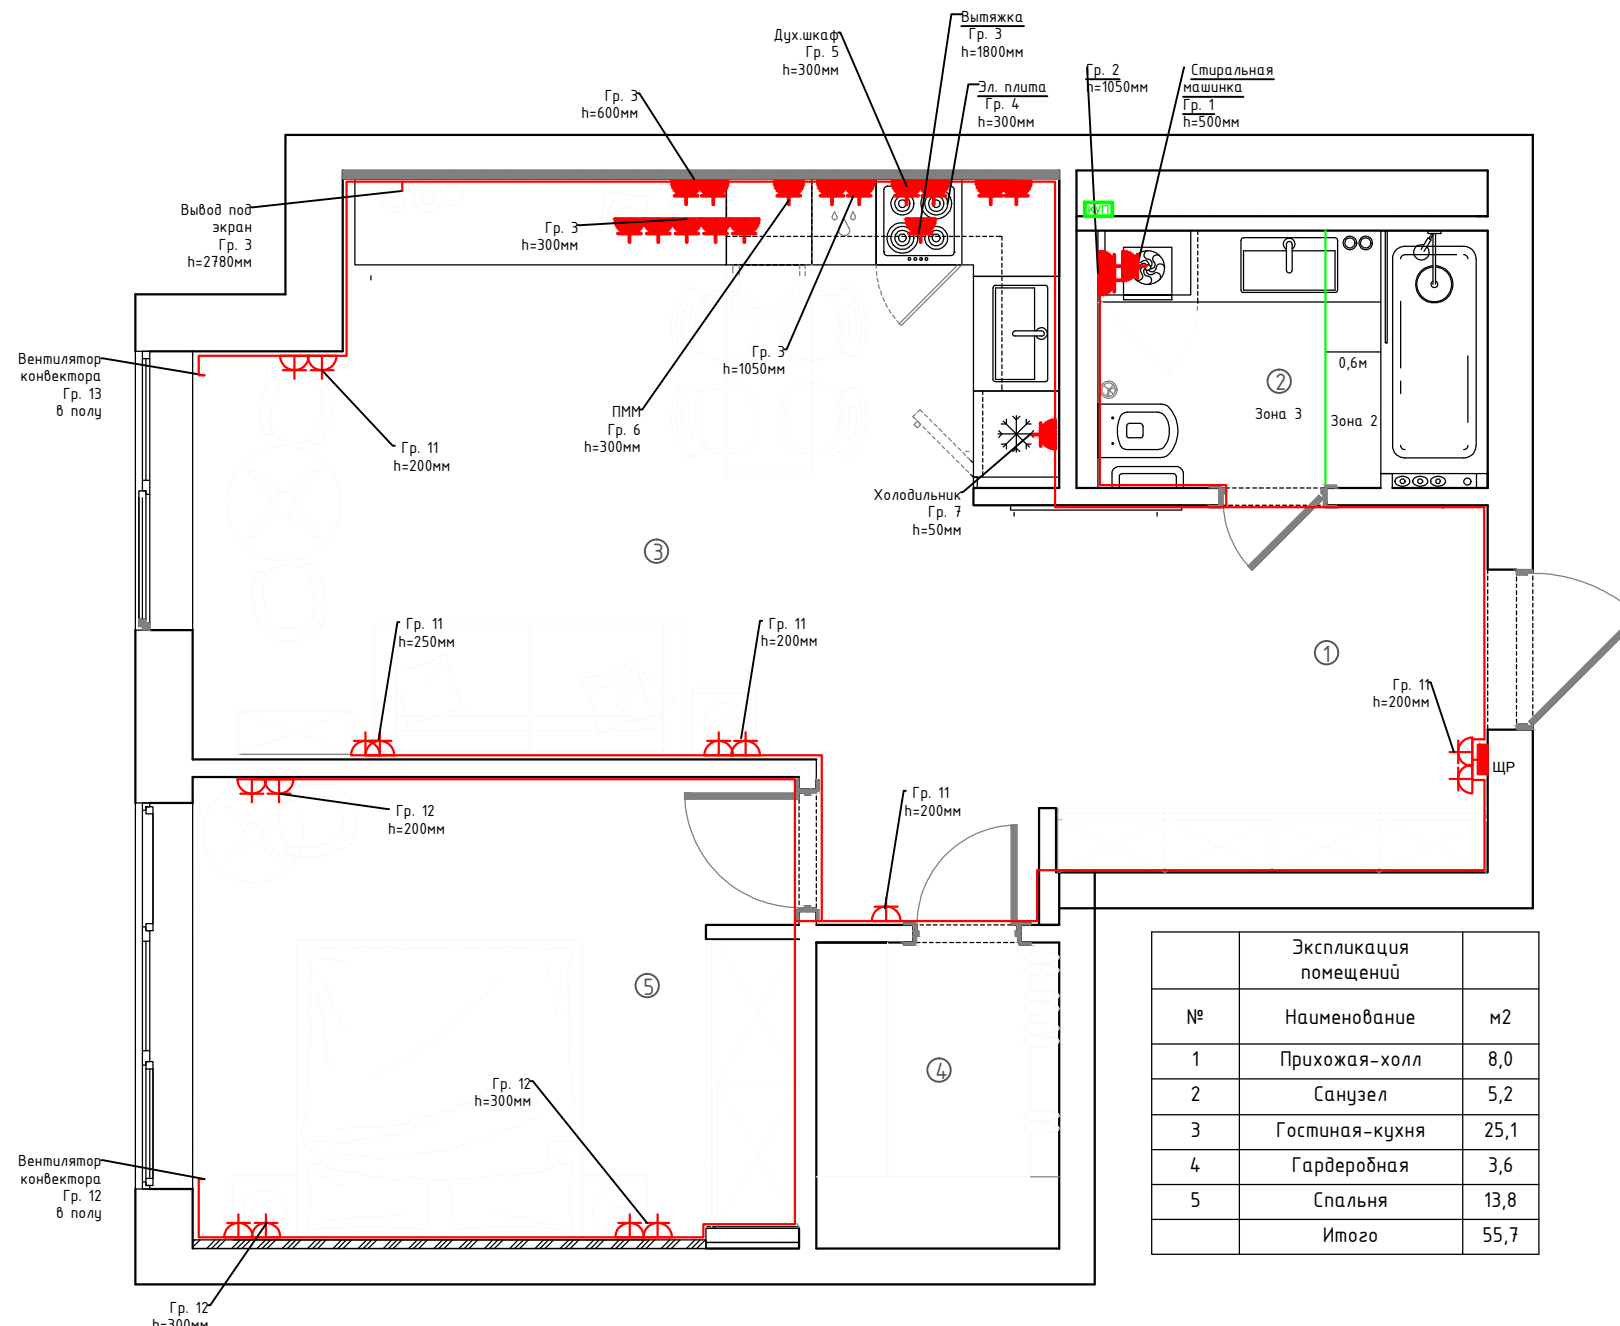 Вытяжка
Гр. 3
h=1800мм
Дух.шкаф
Гр. 5
h=300мм
Гр. 2
h=1050мм
Стиральная
машинка
Гр. 1
h=500мм
Эл. плита
Гр. 4
h=300мм
Гр. 3
h=600мм
Вывод под
экран
Гр. 3
h=2780мм
Гр. 3
h=300мм
КУП
Вентилятор
конвектора
Гр. 13
в полу
Гр. 3
h=1050мм
0,6м
2
Зона 3
Зона 2
ПММ
Гр. 6
h=300мм
Гр. 11
h=200мм
Холодильник
Гр. 7
h=50мм
3
Гр. 11
h=250мм
Гр. 11
h=200мм
1
Гр. 11
h=200мм
ЩР
Гр. 12
h=200мм
Гр. 11
h=200мм
5
4
Гр. 12
h=300мм
Вентилятор
конвектора
Гр. 12
в полу
Гр. 12
h=300мм
Экспликация
помещений
№ Наименование м2
1 Прихожая-холл 8,0
2 Санузел 5,2
3 Гостиная-кухня 25,1
4 Гардеробная 3,6
5 Спальня 13,8
Итого 55,7